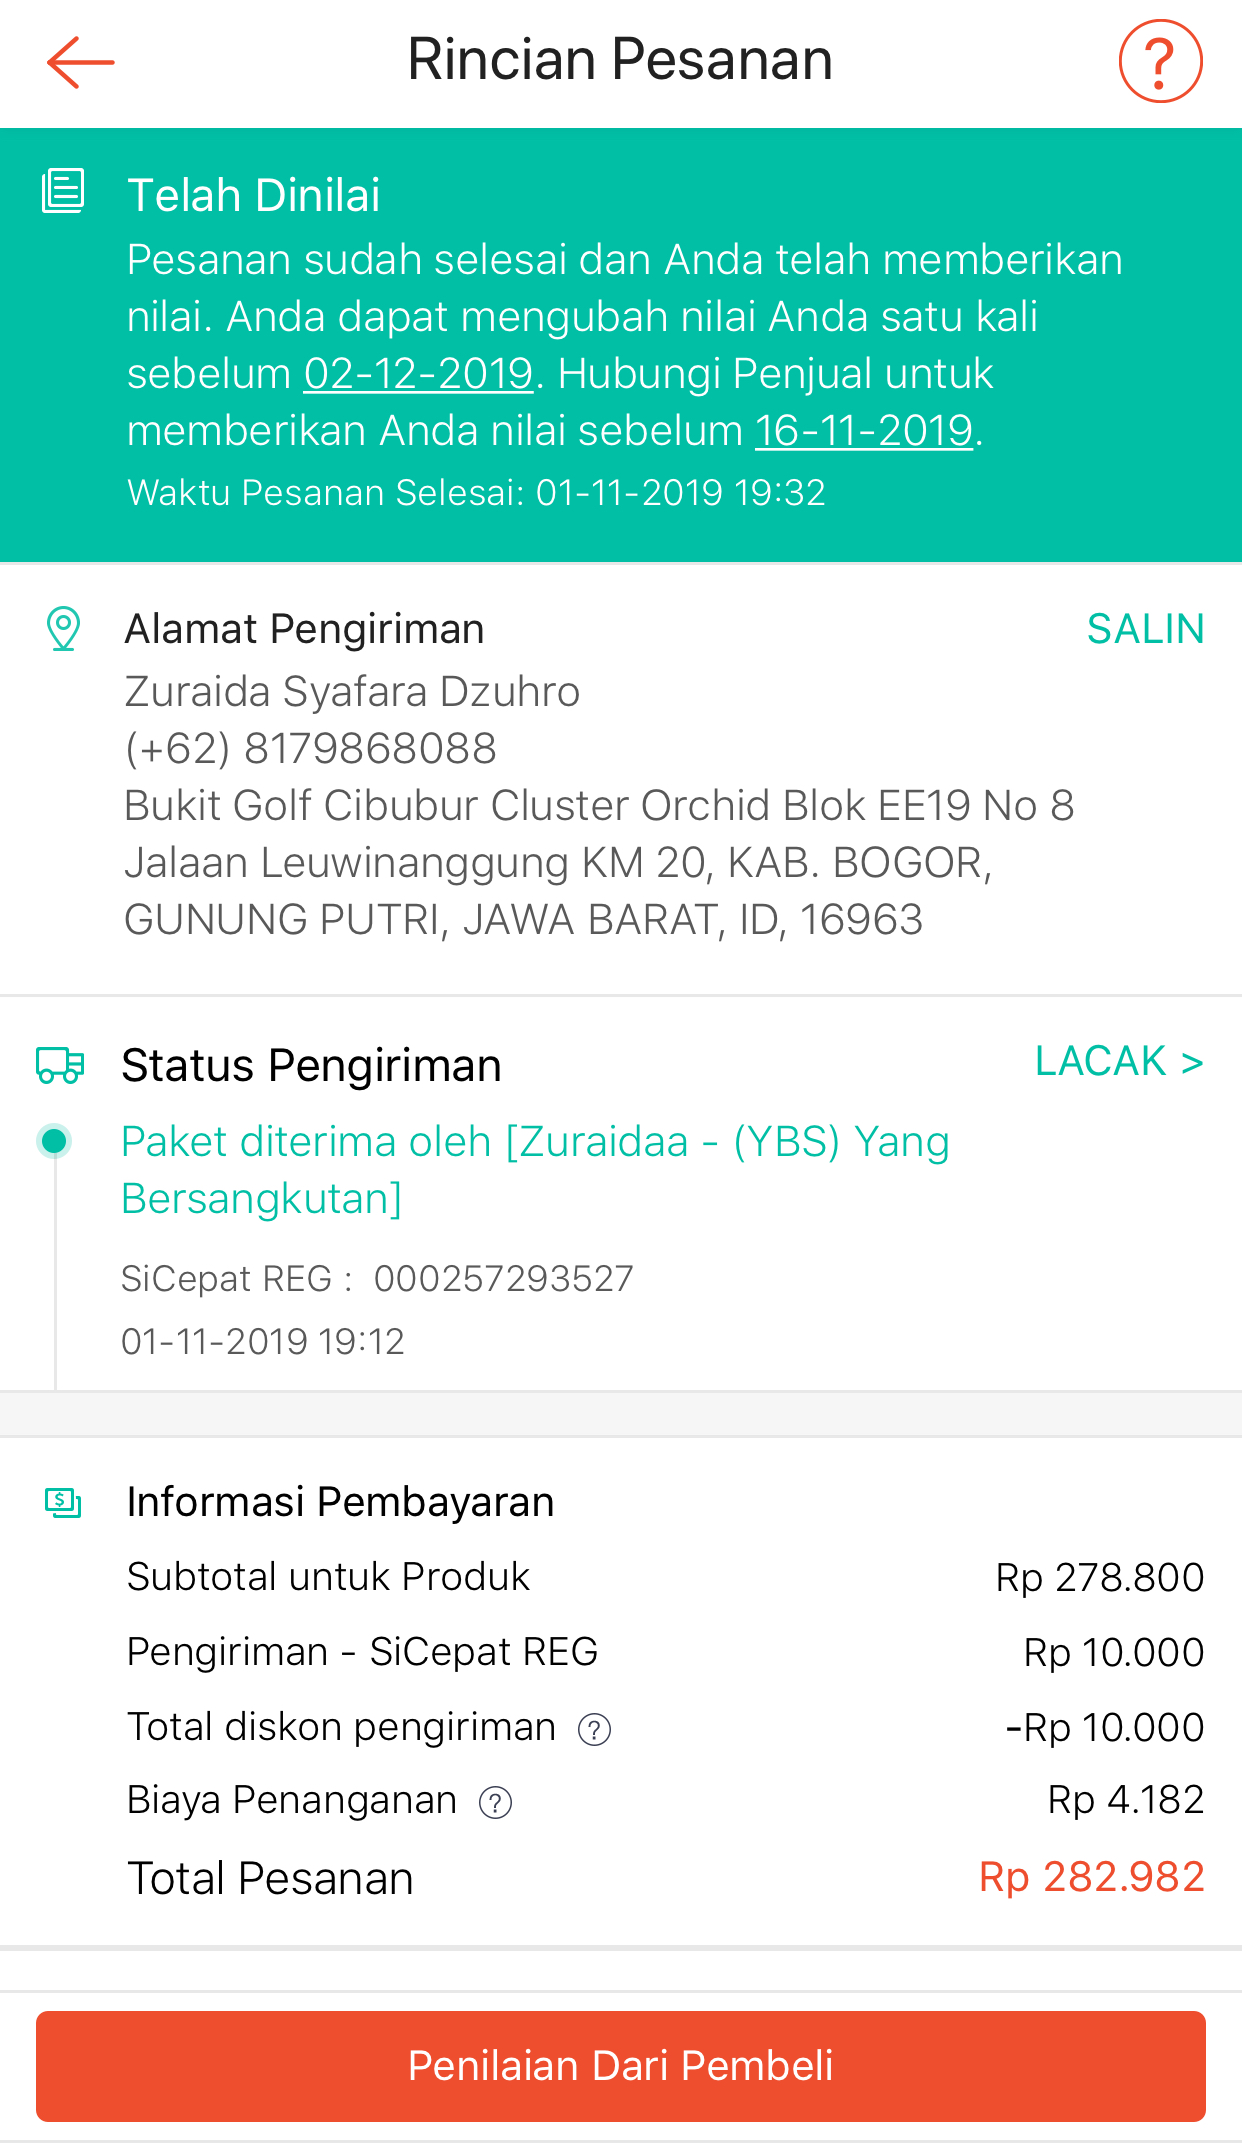 Rincian Pesanan
Telah Dinilai
Pesanan sudah selesai dan Anda telah memberikan
nilai. Anda dapat mengubah nilai Anda satu kali
sebelum 02-12-2019. Hubungi Penjual untuk
memberikan Anda nilai sebelum 16-11-2019.
Waktu Pesanan Selesai: 01-11-2019 19:32
Alamat Pengiriman SALIN
Zuraida Syafara Dzuhro
(+62) 8179868088
Bukit Golf Cibubur Cluster Orchid Blok EE19 No 8
Jalaan Leuwinanggung KM 20, KAB. BOGOR,
GUNUNG PUTRI, JAWA BARAT, ID, 16963
Status Pengiriman LACAK >
Paket diterima oleh [Zuraidaa - (YBS) Yang
Bersangkutan]
SiCepat REG : 000257293527
01-11-2019 19:12
Informasi Pembayaran
Subtotal untuk Produk Rp 278.800
Pengiriman - SiCepat REG Rp 10.000
Total diskon pengiriman ? -Rp 10.000
Biaya Penanganan ? Rp 4.182
Total Pesanan Rp 282.982
Penilaian Dari Pembeli